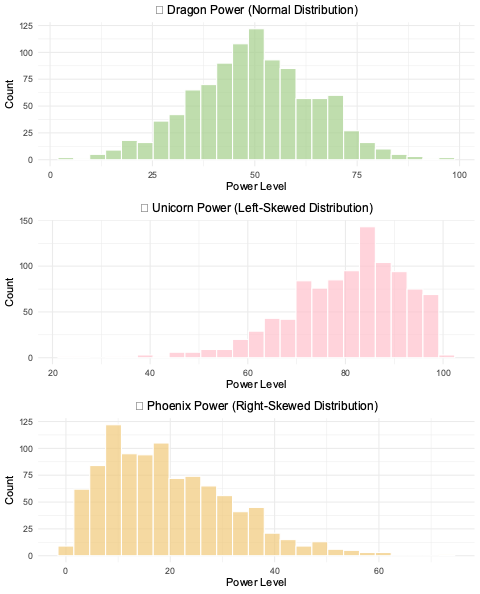 □ Dragon Power (Normal Distribution)
125
100
75
50
25
0
Count
0 25 50 75 100
Power Level
□ Unicorn Power (Left-Skewed Distribution)
150
100
50
0
Count
20 40 60 80 100
Power Level
□ Phoenix Power (Right-Skewed Distribution)
125
100
75
50
25
0
Count
0 20 40 60
Power Level